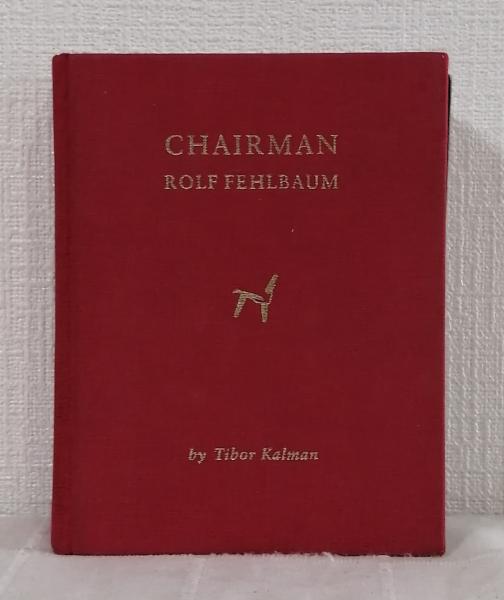 CHAIRMAN
ROLF FEHLBAUM
by Tibor Kalman